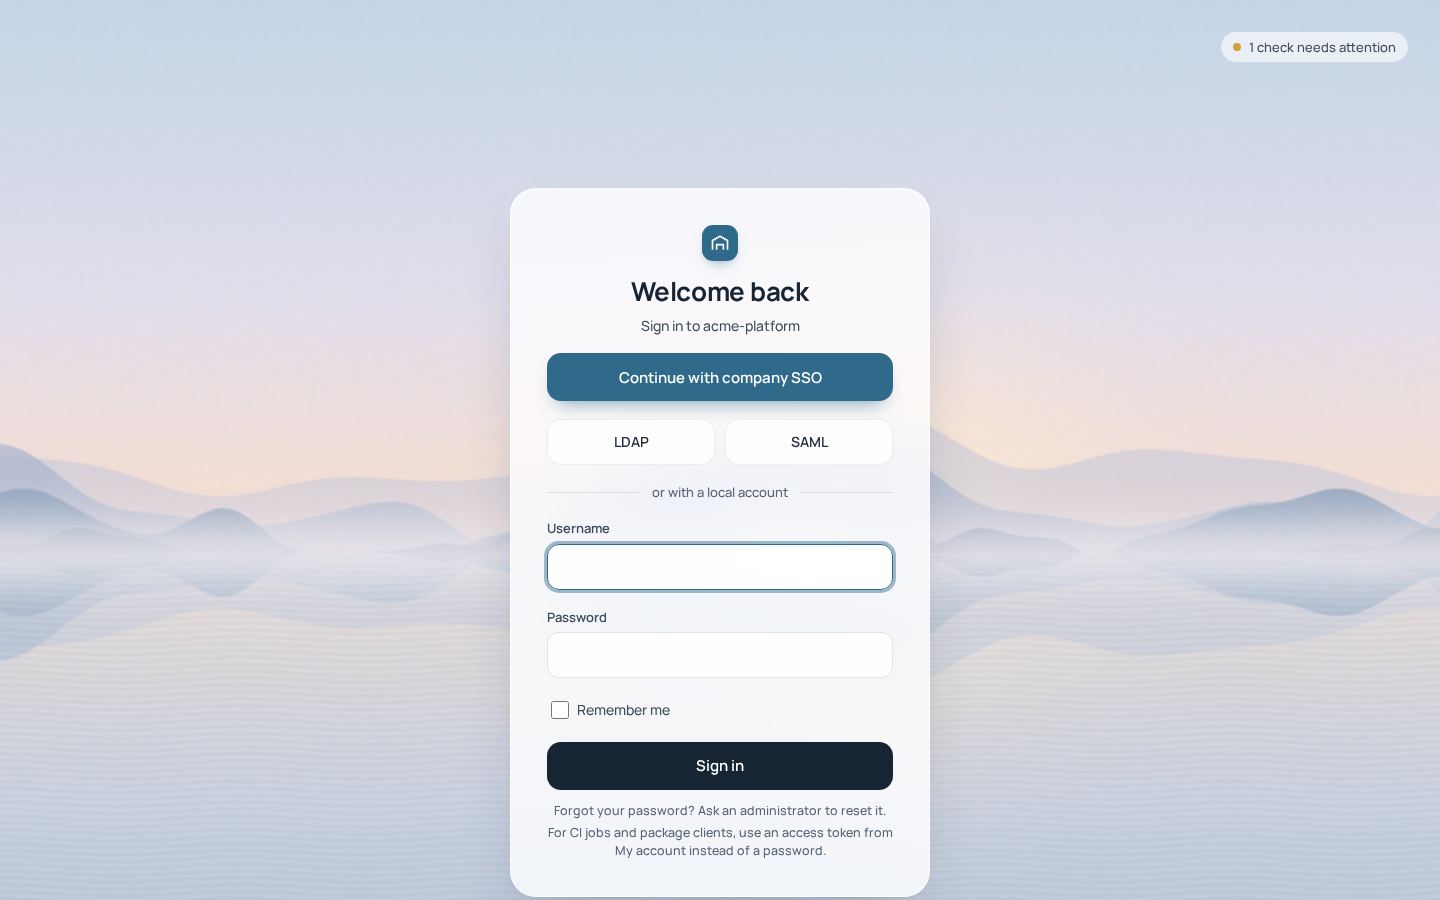 1 check needs attention
Welcome back
Sign in to acme-platform
Continue with company SSO
LDAP
SAML
or with a local account
Username
Password
Remember me
Sign in
Forgot your password? Ask an administrator to reset it.
For CI jobs and package clients, use an access token from
My account instead of a password.